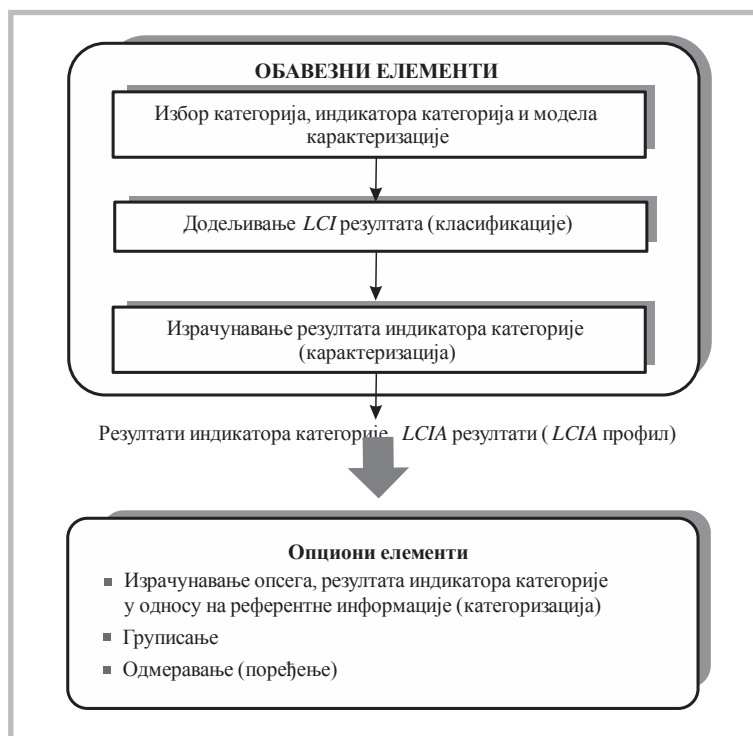 ОБАВЕЗНИ ЕЛЕМЕНТИ
Избор категорија, индикатора категорија и модела
карактеризације
Додељивање LCI резултата (класификације)
Израчунавање резултата индикатора категорије
(карактеризација)
Резултати индикатора категорије, LCIA резултати (LCIA профил)
Опциони елементи
Израчунавање опсега, резултата индикатора категорије
у односу на референтне информације (категоризација)
Груписање
Одмеравање (поређење)